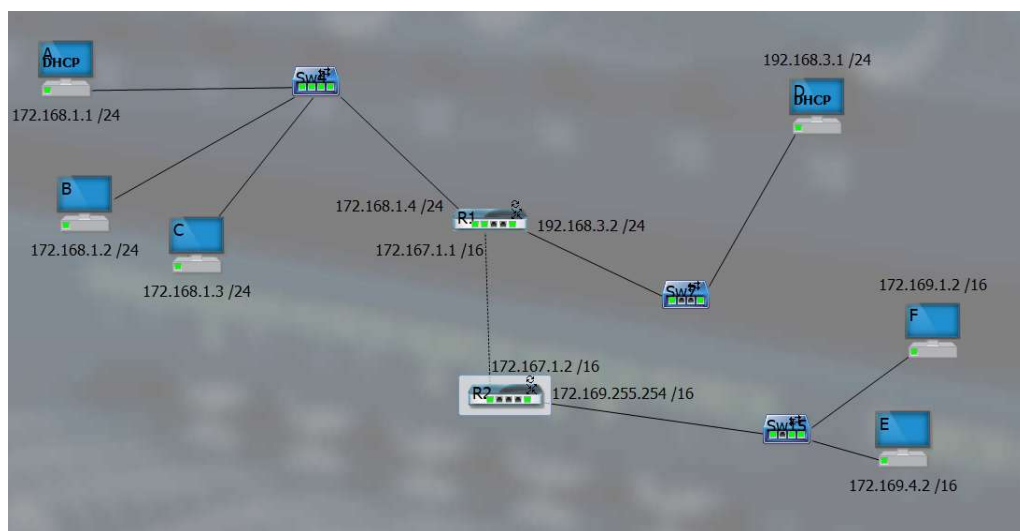 A
DHCP
172.168.1.1 /24
Sw4
192.168.3.1 /24
D
DHCP
B
172.168.1.2 /24
C
172.168.1.3 /24
172.168.1.4 /24
R1
192.168.3.2 /24
172.167.1.1 /16
172.169.1.2 /16
F
172.167.1.2 /16
R2
172.169.255.254 /16
Sw15
E
172.169.4.2 /16